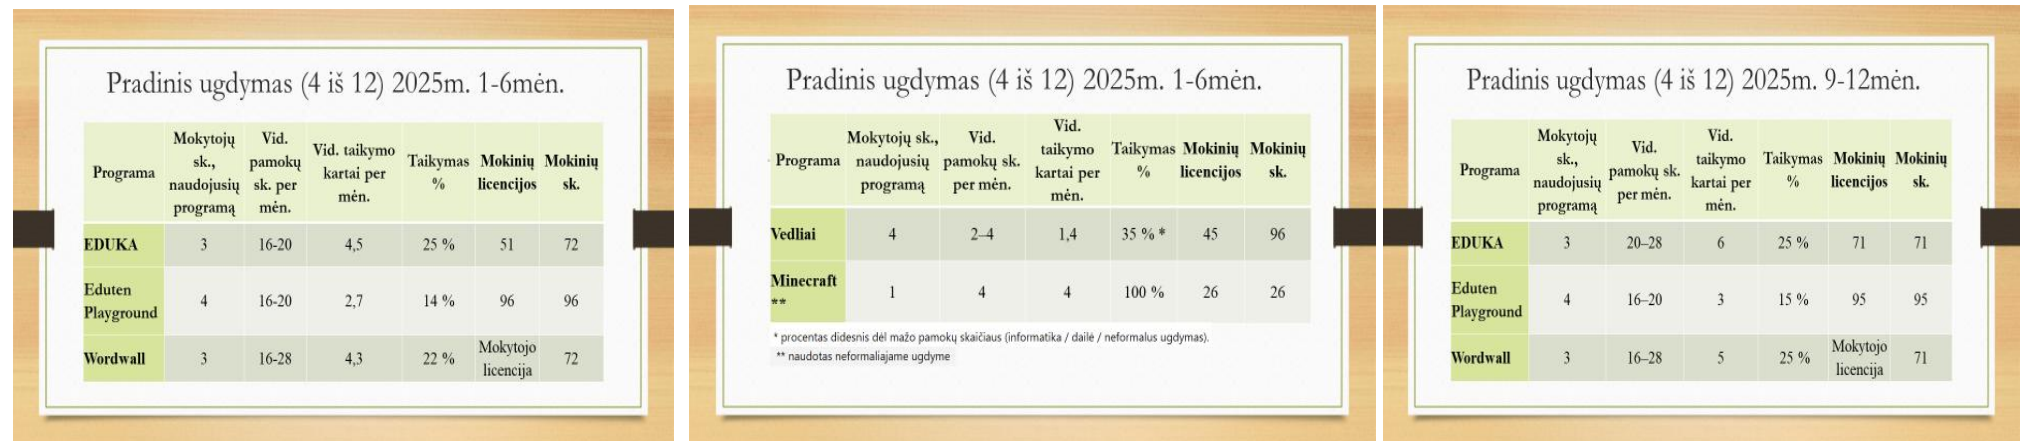 Pradinis ugdymas (4 iš 12) 2025m. 1-6mėn.
Programa Mokytojų sk., naudojusių programą Vid. pamokų sk. per mėn. Vid. taikymo kartai per mėn. Taikymas % Mokinių licencijos Mokinių sk.
EDUKA 3 16-20 4,5 25 % 51 72
Eduten Playground 4 16-20 2,7 14 % 96 96
Wordwall 3 16-28 4,3 22 % Mokytojo licencija 72
Pradinis ugdymas (4 iš 12) 2025m. 1-6mėn.
Programa Mokytojų sk., naudojusių programą Vid. pamokų sk. per mėn. Vid. taikymo kartai per mėn. Taikymas % Mokinių licencijos Mokinių sk.
Vedliai 4 2–4 1,4 35 % * 45 96
Minecraft ** 1 4 4 100 % 26 26
* procentas didesnis dėl mažo pamokų skaičiaus (informatika / dailė / neformalus ugdymas).
** naudotas neformaliajame ugdyme
Pradinis ugdymas (4 iš 12) 2025m. 9-12mėn.
Programa Mokytojų sk., naudojusių programą Vid. pamokų sk. per mėn. Vid. taikymo kartai per mėn. Taikymas % Mokinių licencijos Mokinių sk.
EDUKA 3 20–28 6 25 % 71 71
Eduten Playground 4 16–20 3 15 % 95 95
Wordwall 3 16–28 5 25 % Mokytojo licencija 71